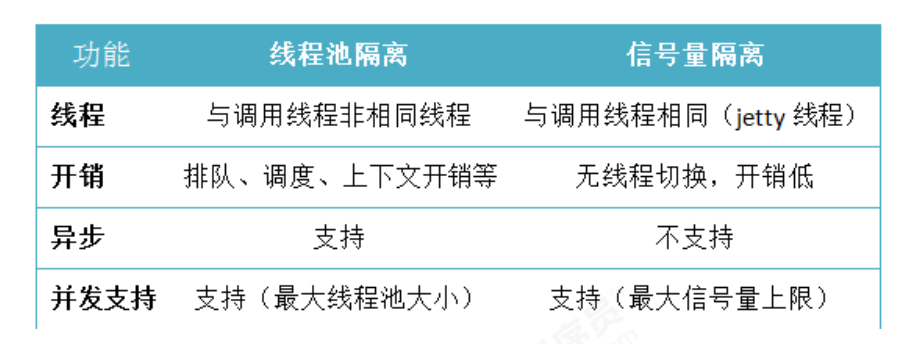 功能 线程池隔离 信号量隔离
线程 与调用线程非相同线程 与调用线程相同（jetty 线程）
开销 排队、调度、上下文开销等 无线程切换，开销低
异步 支持 不支持
并发支持 支持（最大线程池大小） 支持（最大信号量上限）